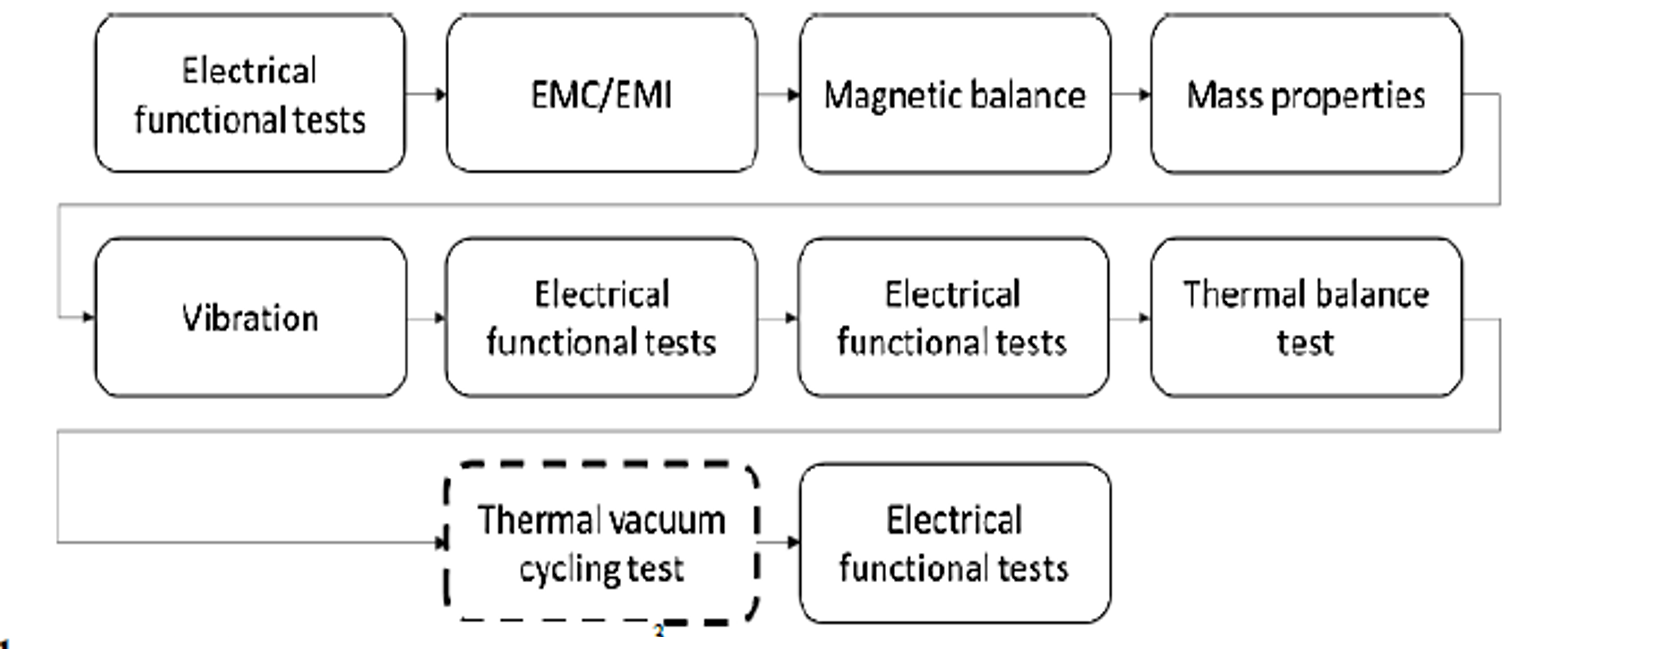 Electrical
functional tests
EMC/EMI
Magnetic balance
Mass properties
Vibration
Electrical
functional tests
Electrical
functional tests
Thermal balance
test
Thermal vacuum
cycling test
Electrical
functional tests